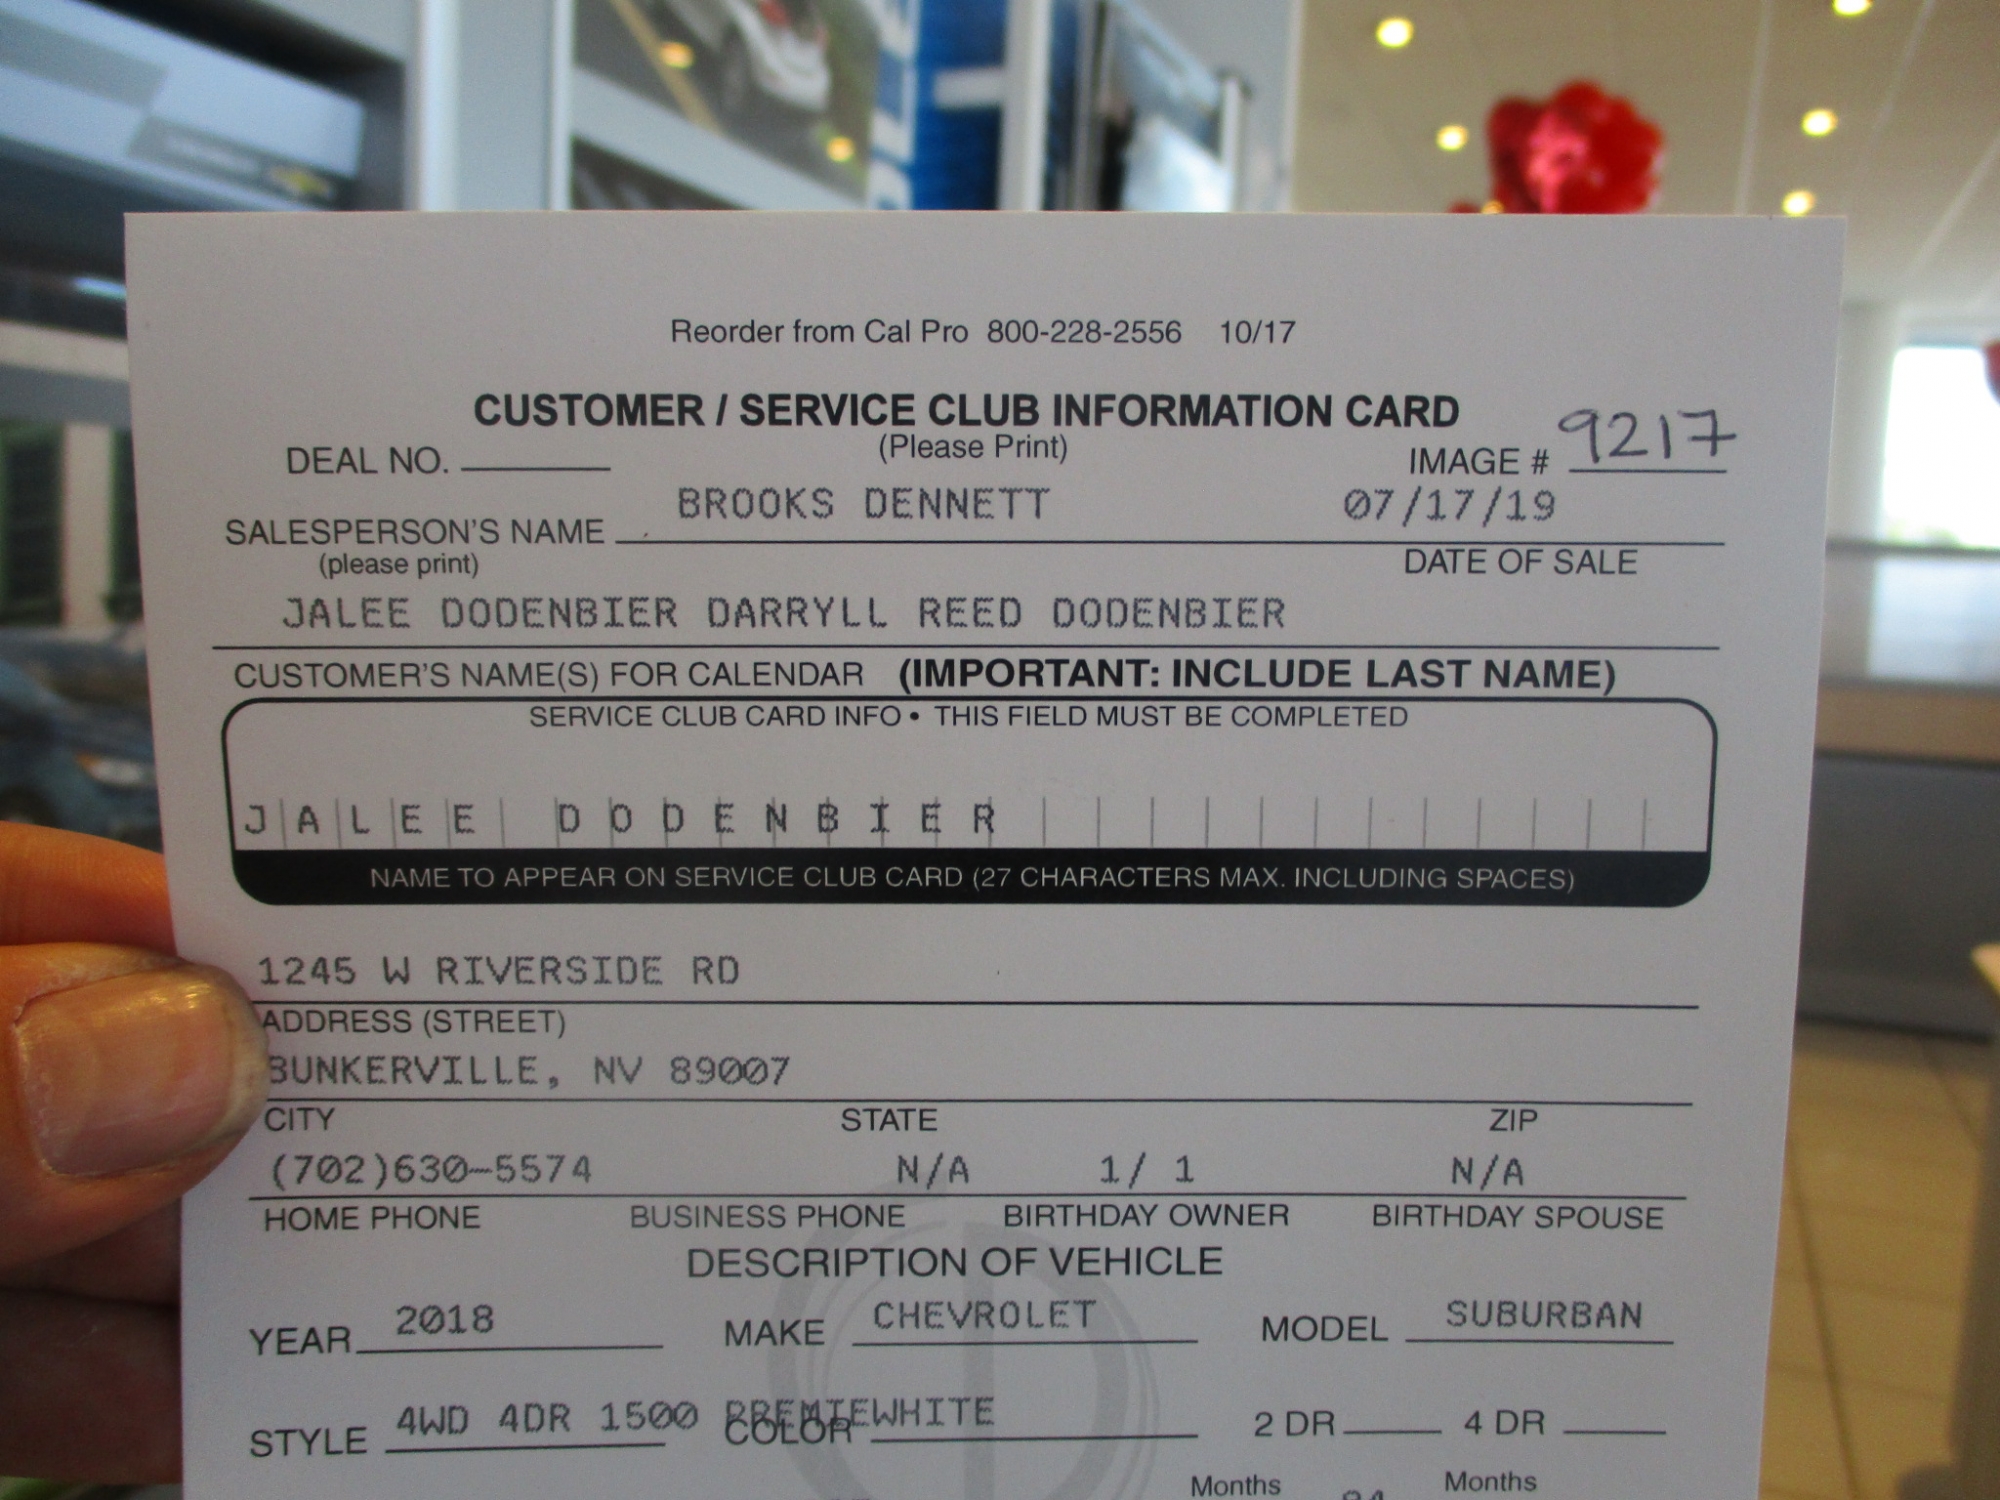 Reorder from Cal Pro 800-228-2556 10/17
CUSTOMER / SERVICE CLUB INFORMATION CARD
(Please Print)
DEAL NO. IMAGE # 9217
BROOKS DENNETT 07/17/19
SALESPERSON'S NAME
(please print) DATE OF SALE
JALEE DODENBIER DARRYLL REED DODENBIER
CUSTOMER'S NAME(S) FOR CALENDAR (IMPORTANT: INCLUDE LAST NAME)
SERVICE CLUB CARD INFO • THIS FIELD MUST BE COMPLETED
JALEE DODENBIER
NAME TO APPEAR ON SERVICE CLUB CARD (27 CHARACTERS MAX. INCLUDING SPACES)
1245 W RIVERSIDE RD
ADDRESS (STREET)
BUNKERVILLE, NV 89007
CITY STATE ZIP
(702)630-5574 N/A 1/ 1 N/A
HOME PHONE BUSINESS PHONE BIRTHDAY OWNER BIRTHDAY SPOUSE
DESCRIPTION OF VEHICLE
YEAR 2018 MAKE CHEVROLET MODEL SUBURBAN
STYLE 4WD 4DR 1500 PREMIEWHITE COLOR 2 DR 4 DR
Months Months